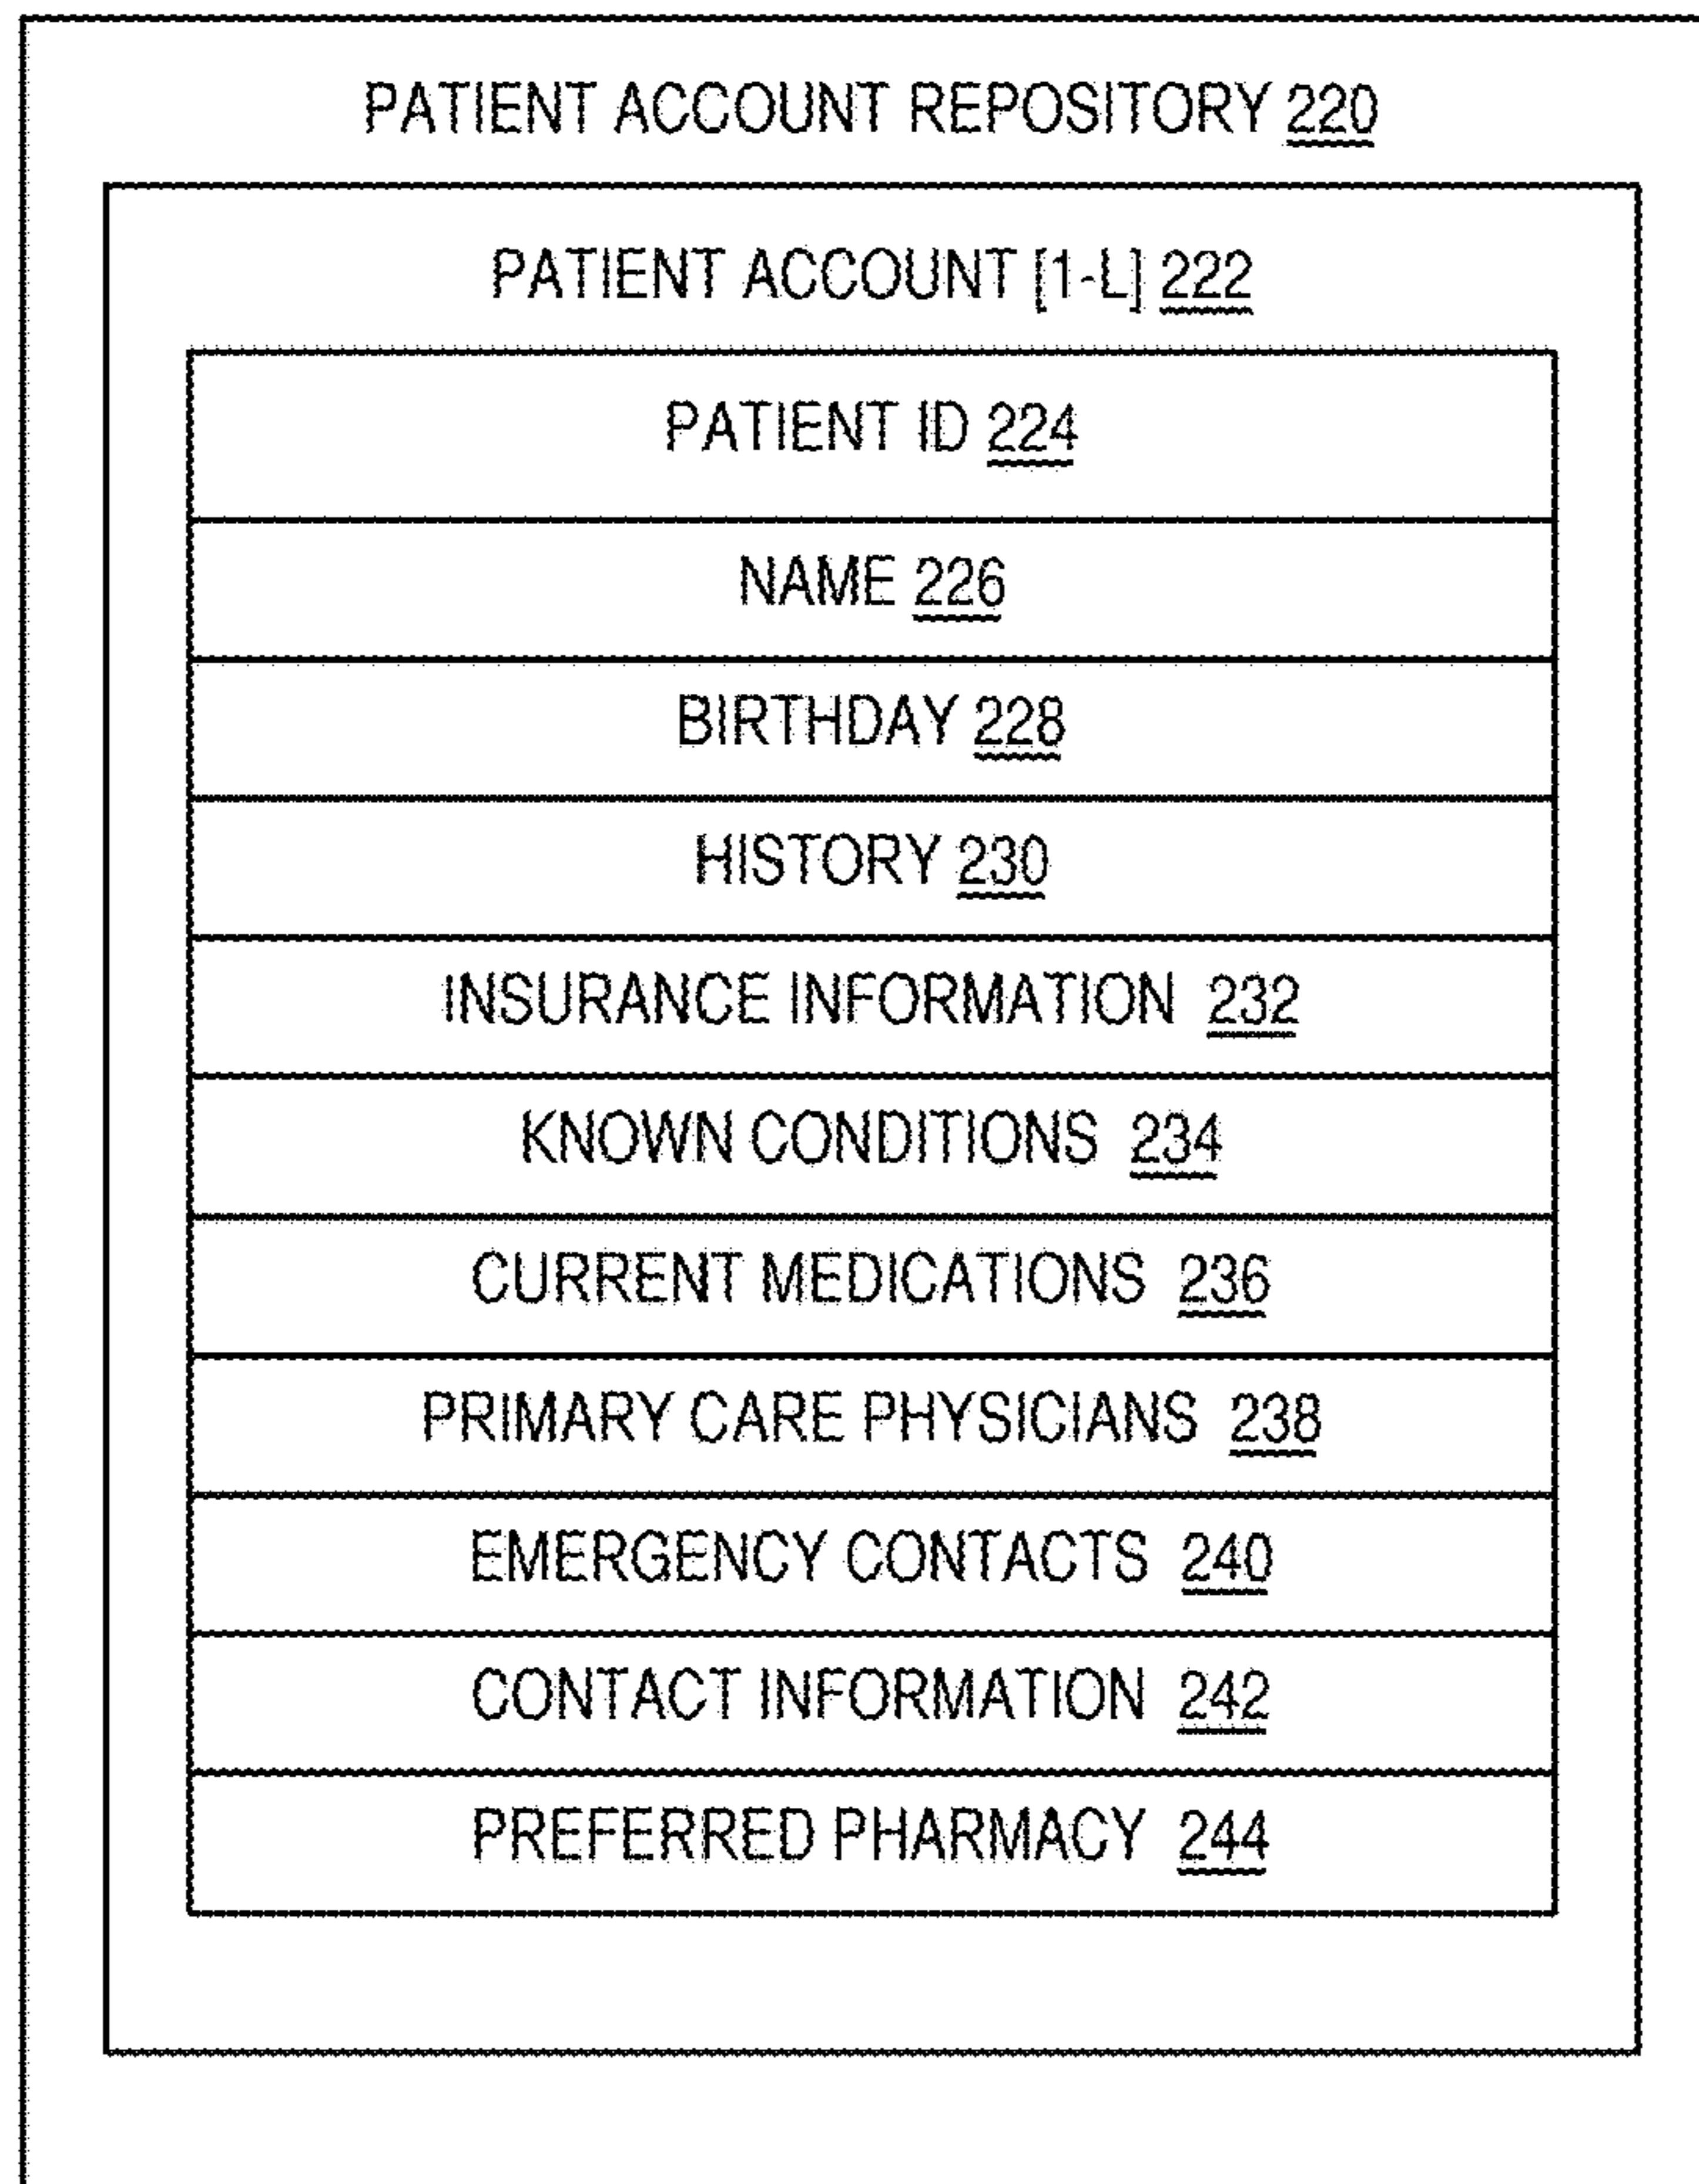 PATIENT ACCOUNT REPOSITORY 220
PATIENT ACCOUNT [1-L] 222
PATIENT ID 224
NAME 226
BIRTHDAY 228
HISTORY 230
INSURANCE INFORMATION 232
KNOWN CONDITIONS 234
CURRENT MEDICATIONS 236
PRIMARY CARE PHYSICIANS 238
EMERGENCY CONTACTS 240
CONTACT INFORMATION 242
PREFERRED PHARMACY 244